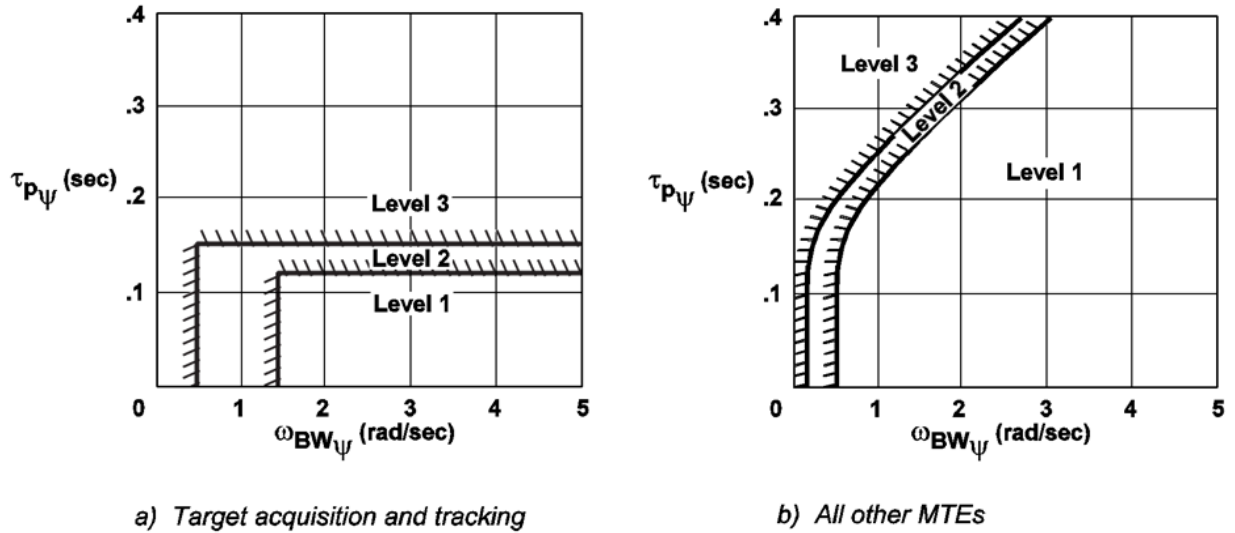 .4
.3
τpψ (sec)
.2
.1
0 1 2 3 4 5
ωBWψ (rad/sec)
Level 3
Level 2
Level 1
a) Target acquisition and tracking
.4
.3
τpψ (sec)
.2
.1
0 1 2 3 4 5
ωBWψ (rad/sec)
Level 3
Level 2
Level 1
b) All other MTEs